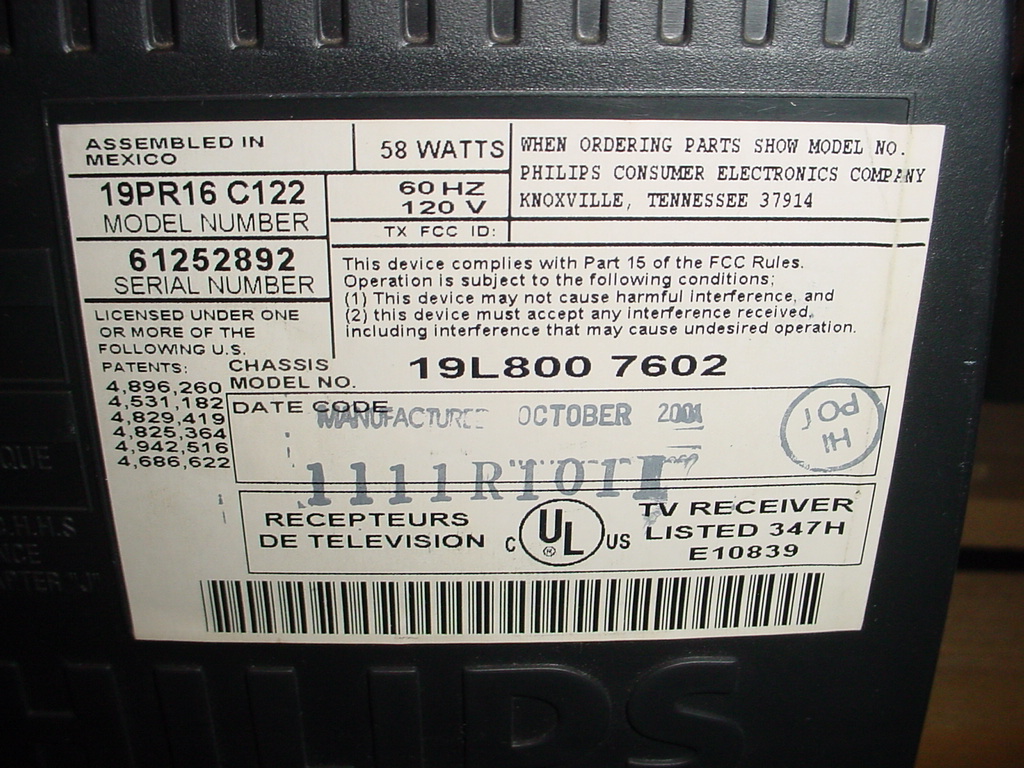 ASSEMBLED IN
MEXICO
58 WATTS
WHEN ORDERING PARTS SHOW MODEL NO.
PHILIPS CONSUMER ELECTRONICS COMPANY
KNOXVILLE, TENNESSEE 37914
19PR16 C122
MODEL NUMBER
60 HZ
120 V
TX FCC ID:
61252892
SERIAL NUMBER
This device complies with Part 15 of the FCC Rules.
Operation is subject to the following conditions;
(1) This device may not cause harmful interference, and
(2) this device must accept any interference received,
including interference that may cause undesired operation.
LICENSED UNDER ONE
OR MORE OF THE
FOLLOWING U.S.
PATENTS:
4,896,260
4,531,182
4,829,419
4,825,364
4,942,516
4,686,622
CHASSIS
MODEL NO.
19L800 7602
DATE CODE
MANUFACTURED OCTOBER 2001
HI
POT
RECEPTEURS
DE TELEVISION
C UL US
TV RECEIVER
LISTED 347H
E10839
QUE
.H.H.S
NCE
PTER "J"
PHILIPS